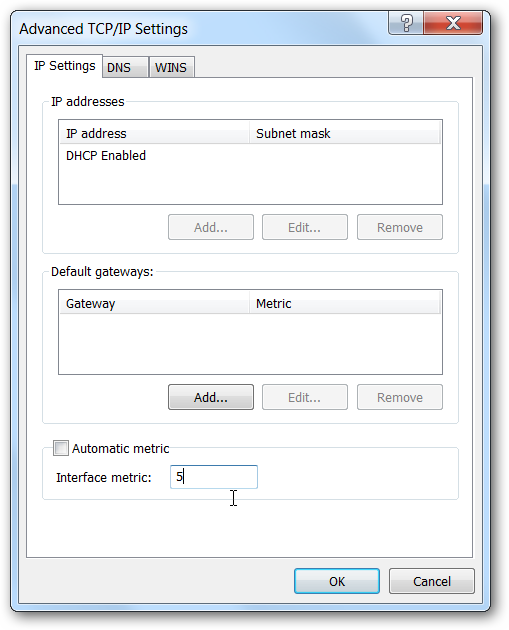 Advanced TCP/IP Settings
IP Settings DNS WINS
IP addresses
IP address Subnet mask
DHCP Enabled
Add... Edit... Remove
Default gateways:
Gateway Metric
Add... Edit... Remove
Automatic metric
Interface metric: 5
OK Cancel